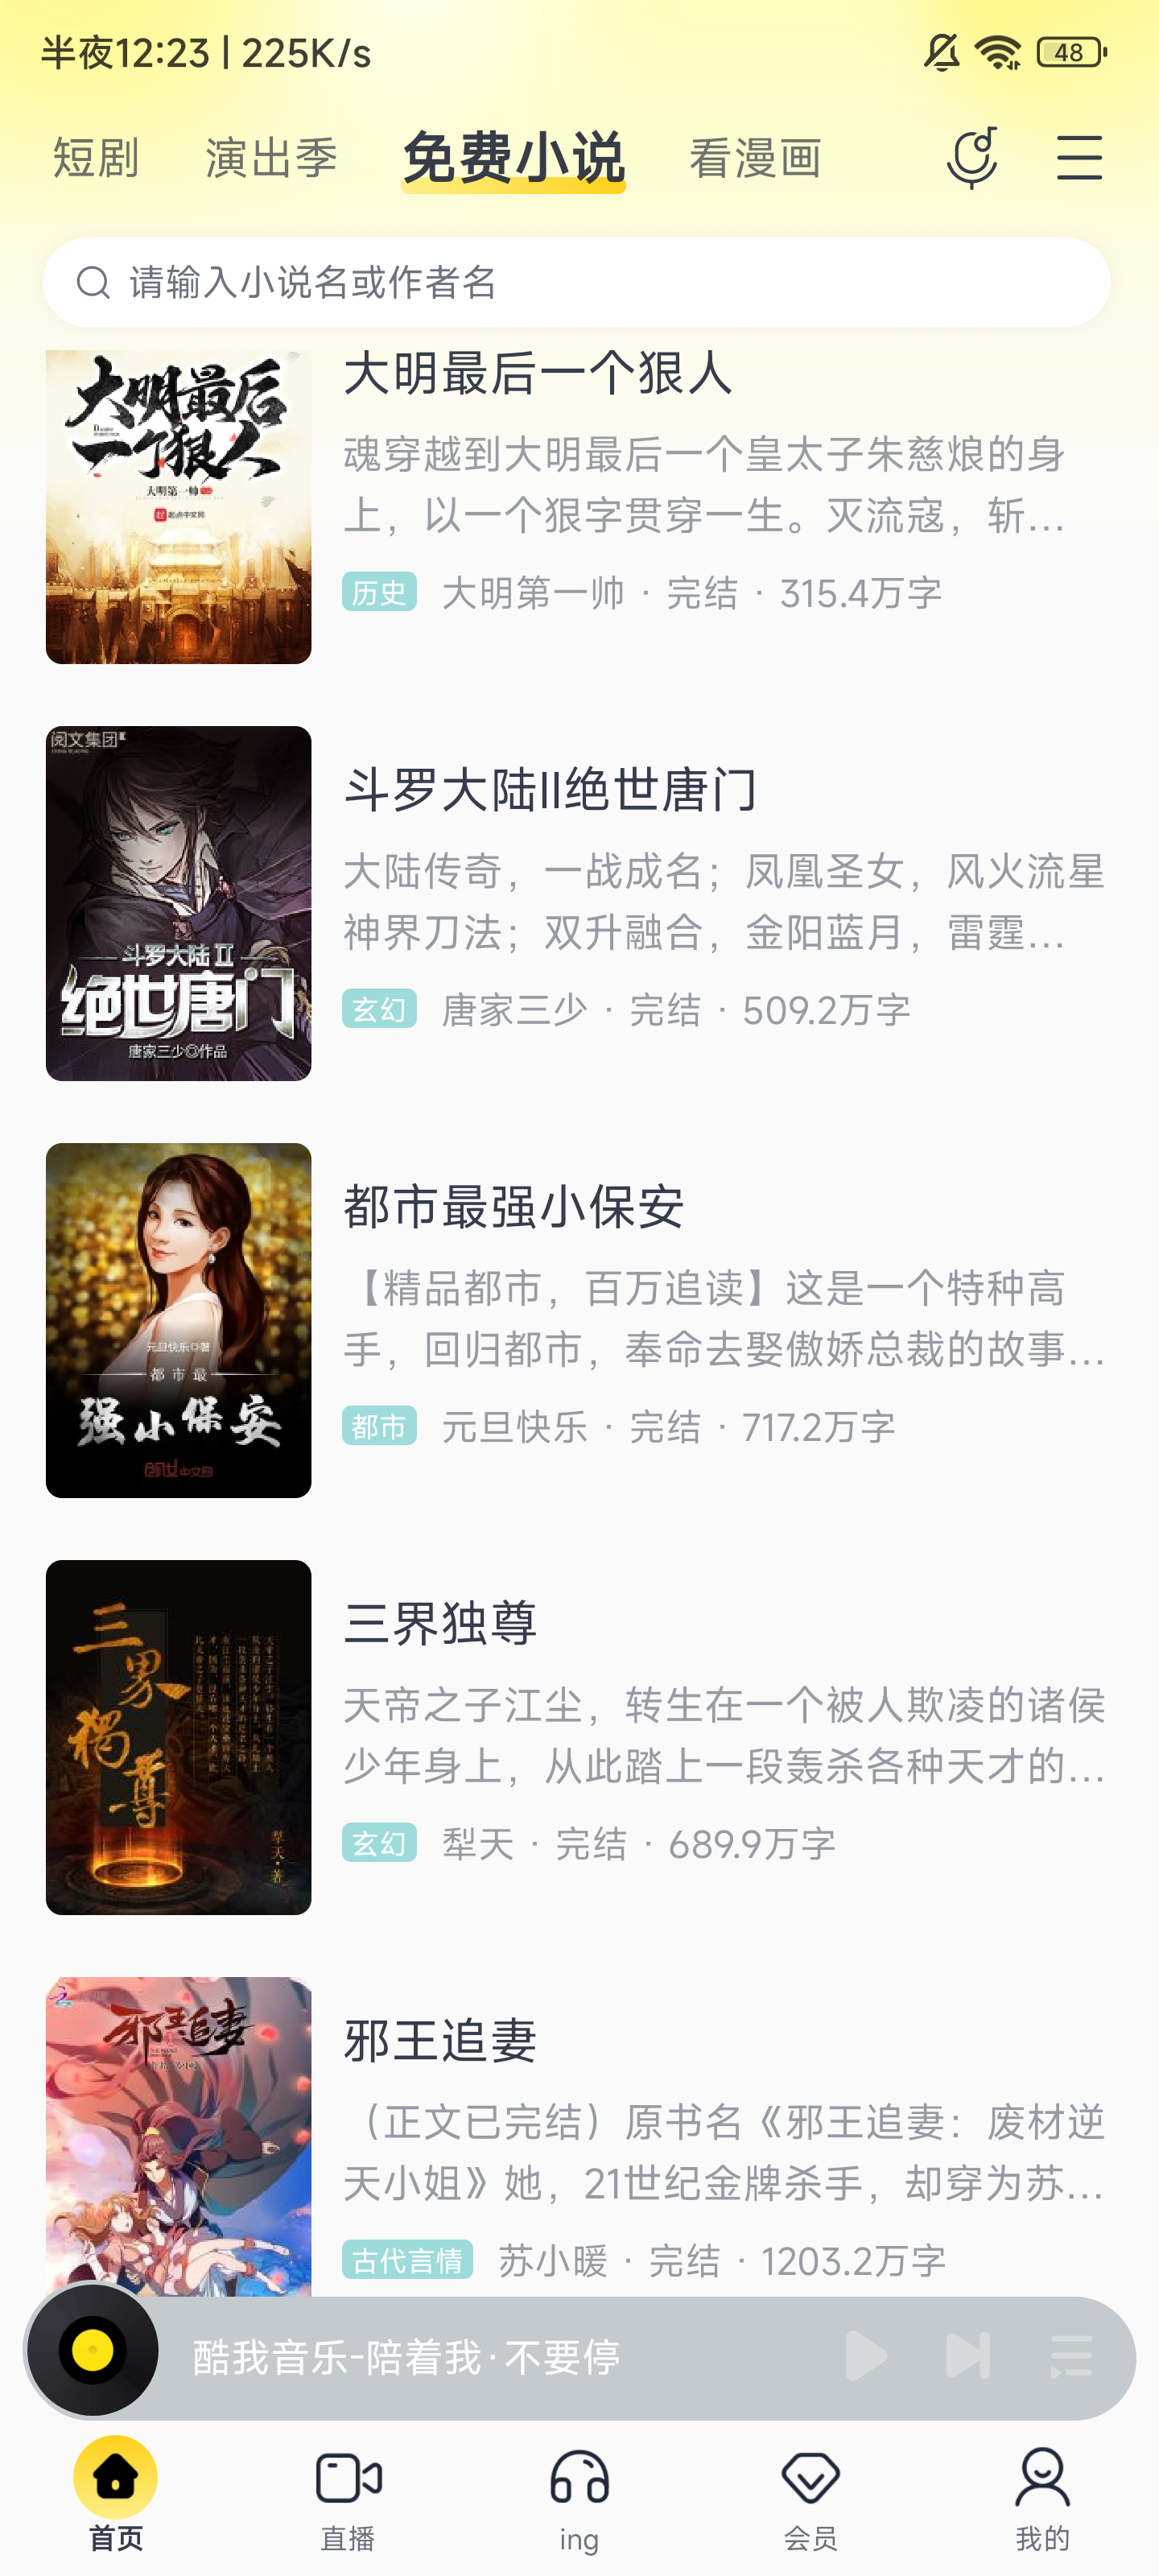 半夜12:23 | 225K/s
48
短剧 演出季 免费小说 看漫画
请输入小说名或作者名
大明最后
一个狠人
大明第一帅
起点中文网
大明最后一个狠人
魂穿越到大明最后一个皇太子朱慈烺的身
上，以一个狠字贯穿一生。灭流寇，斩...
历史 大明第一帅 · 完结 · 315.4万字
阅文集团
斗罗大陆 II
绝世唐门
唐家三少◎作品
斗罗大陆II绝世唐门
大陆传奇，一战成名；凤凰圣女，风火流星
神界刀法；双升融合，金阳蓝月，雷霆...
玄幻 唐家三少 · 完结 · 509.2万字
元旦快乐◎著
都市最
强小保安
创世中文网
都市最强小保安
【精品都市，百万追读】这是一个特种高
手，回归都市，奉命去娶傲娇总裁的故事...
都市 元旦快乐 · 完结 · 717.2万字
三界独尊
犁天·著
三界独尊
天帝之子江尘，转生在一个被人欺凌的诸侯
少年身上，从此踏上一段轰杀各种天才的...
玄幻 犁天 · 完结 · 689.9万字
邪王追妻
邪王追妻
（正文已完结）原书名《邪王追妻：废材逆
天小姐》她，21世纪金牌杀手，却穿为苏...
古代言情 苏小暖 · 完结 · 1203.2万字
酷我音乐-陪着我·不要停
首页 直播 ing 会员 我的